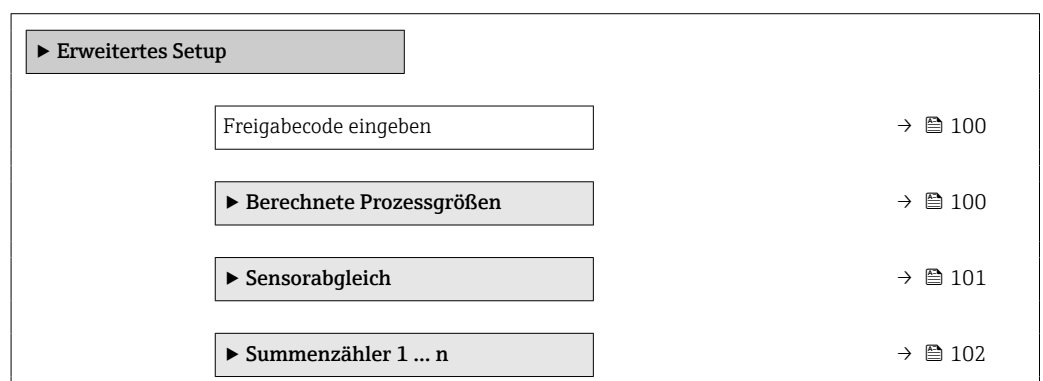 ▶ Erweitertes Setup
Freigabecode eingeben → 100
▶ Berechnete Prozessgrößen → 100
▶ Sensorabgleich → 101
▶ Summenzähler 1 ... n → 102